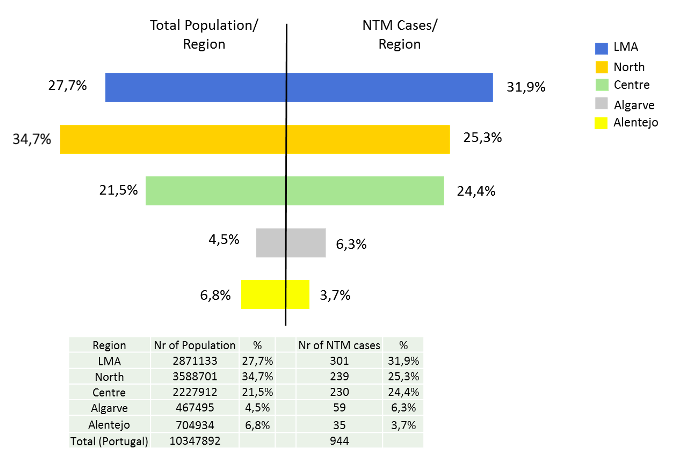 Total Population/
Region
NTM Cases/
Region
LMA
North
Centre
Algarve
Alentejo
27,7%
31,9%
34,7%
25,3%
21,5%
24,4%
4,5%
6,3%
6,8%
3,7%
Region Nr of Population % Nr of NTM cases %
LMA 2871133 27,7% 301 31,9%
North 3588701 34,7% 239 25,3%
Centre 2227912 21,5% 230 24,4%
Algarve 467495 4,5% 59 6,3%
Alentejo 704934 6,8% 35 3,7%
Total (Portugal) 10347892 944